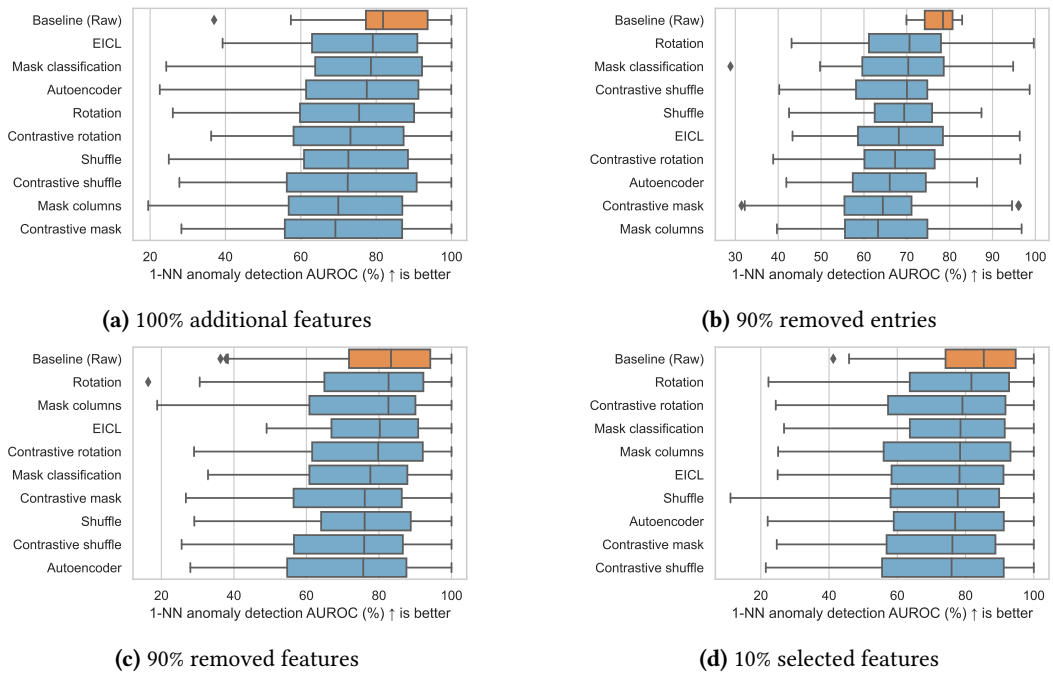 Baseline (Raw)
EICL
Mask classification
Autoencoder
Rotation
Contrastive rotation
Shuffle
Contrastive shuffle
Mask columns
Contrastive mask
20 40 60 80 100
1-NN anomaly detection AUROC (%) ↑ is better
(a) 100% additional features
Baseline (Raw)
Rotation
Mask classification
Contrastive shuffle
Shuffle
EICL
Contrastive rotation
Autoencoder
Contrastive mask
Mask columns
30 40 50 60 70 80 90 100
1-NN anomaly detection AUROC (%) ↑ is better
(b) 90% removed entries
Baseline (Raw)
Rotation
Mask columns
EICL
Contrastive rotation
Mask classification
Contrastive mask
Shuffle
Contrastive shuffle
Autoencoder
20 40 60 80 100
1-NN anomaly detection AUROC (%) ↑ is better
(c) 90% removed features
Baseline (Raw)
Rotation
Contrastive rotation
Mask classification
Mask columns
EICL
Shuffle
Autoencoder
Contrastive mask
Contrastive shuffle
20 40 60 80 100
1-NN anomaly detection AUROC (%) ↑ is better
(d) 10% selected features